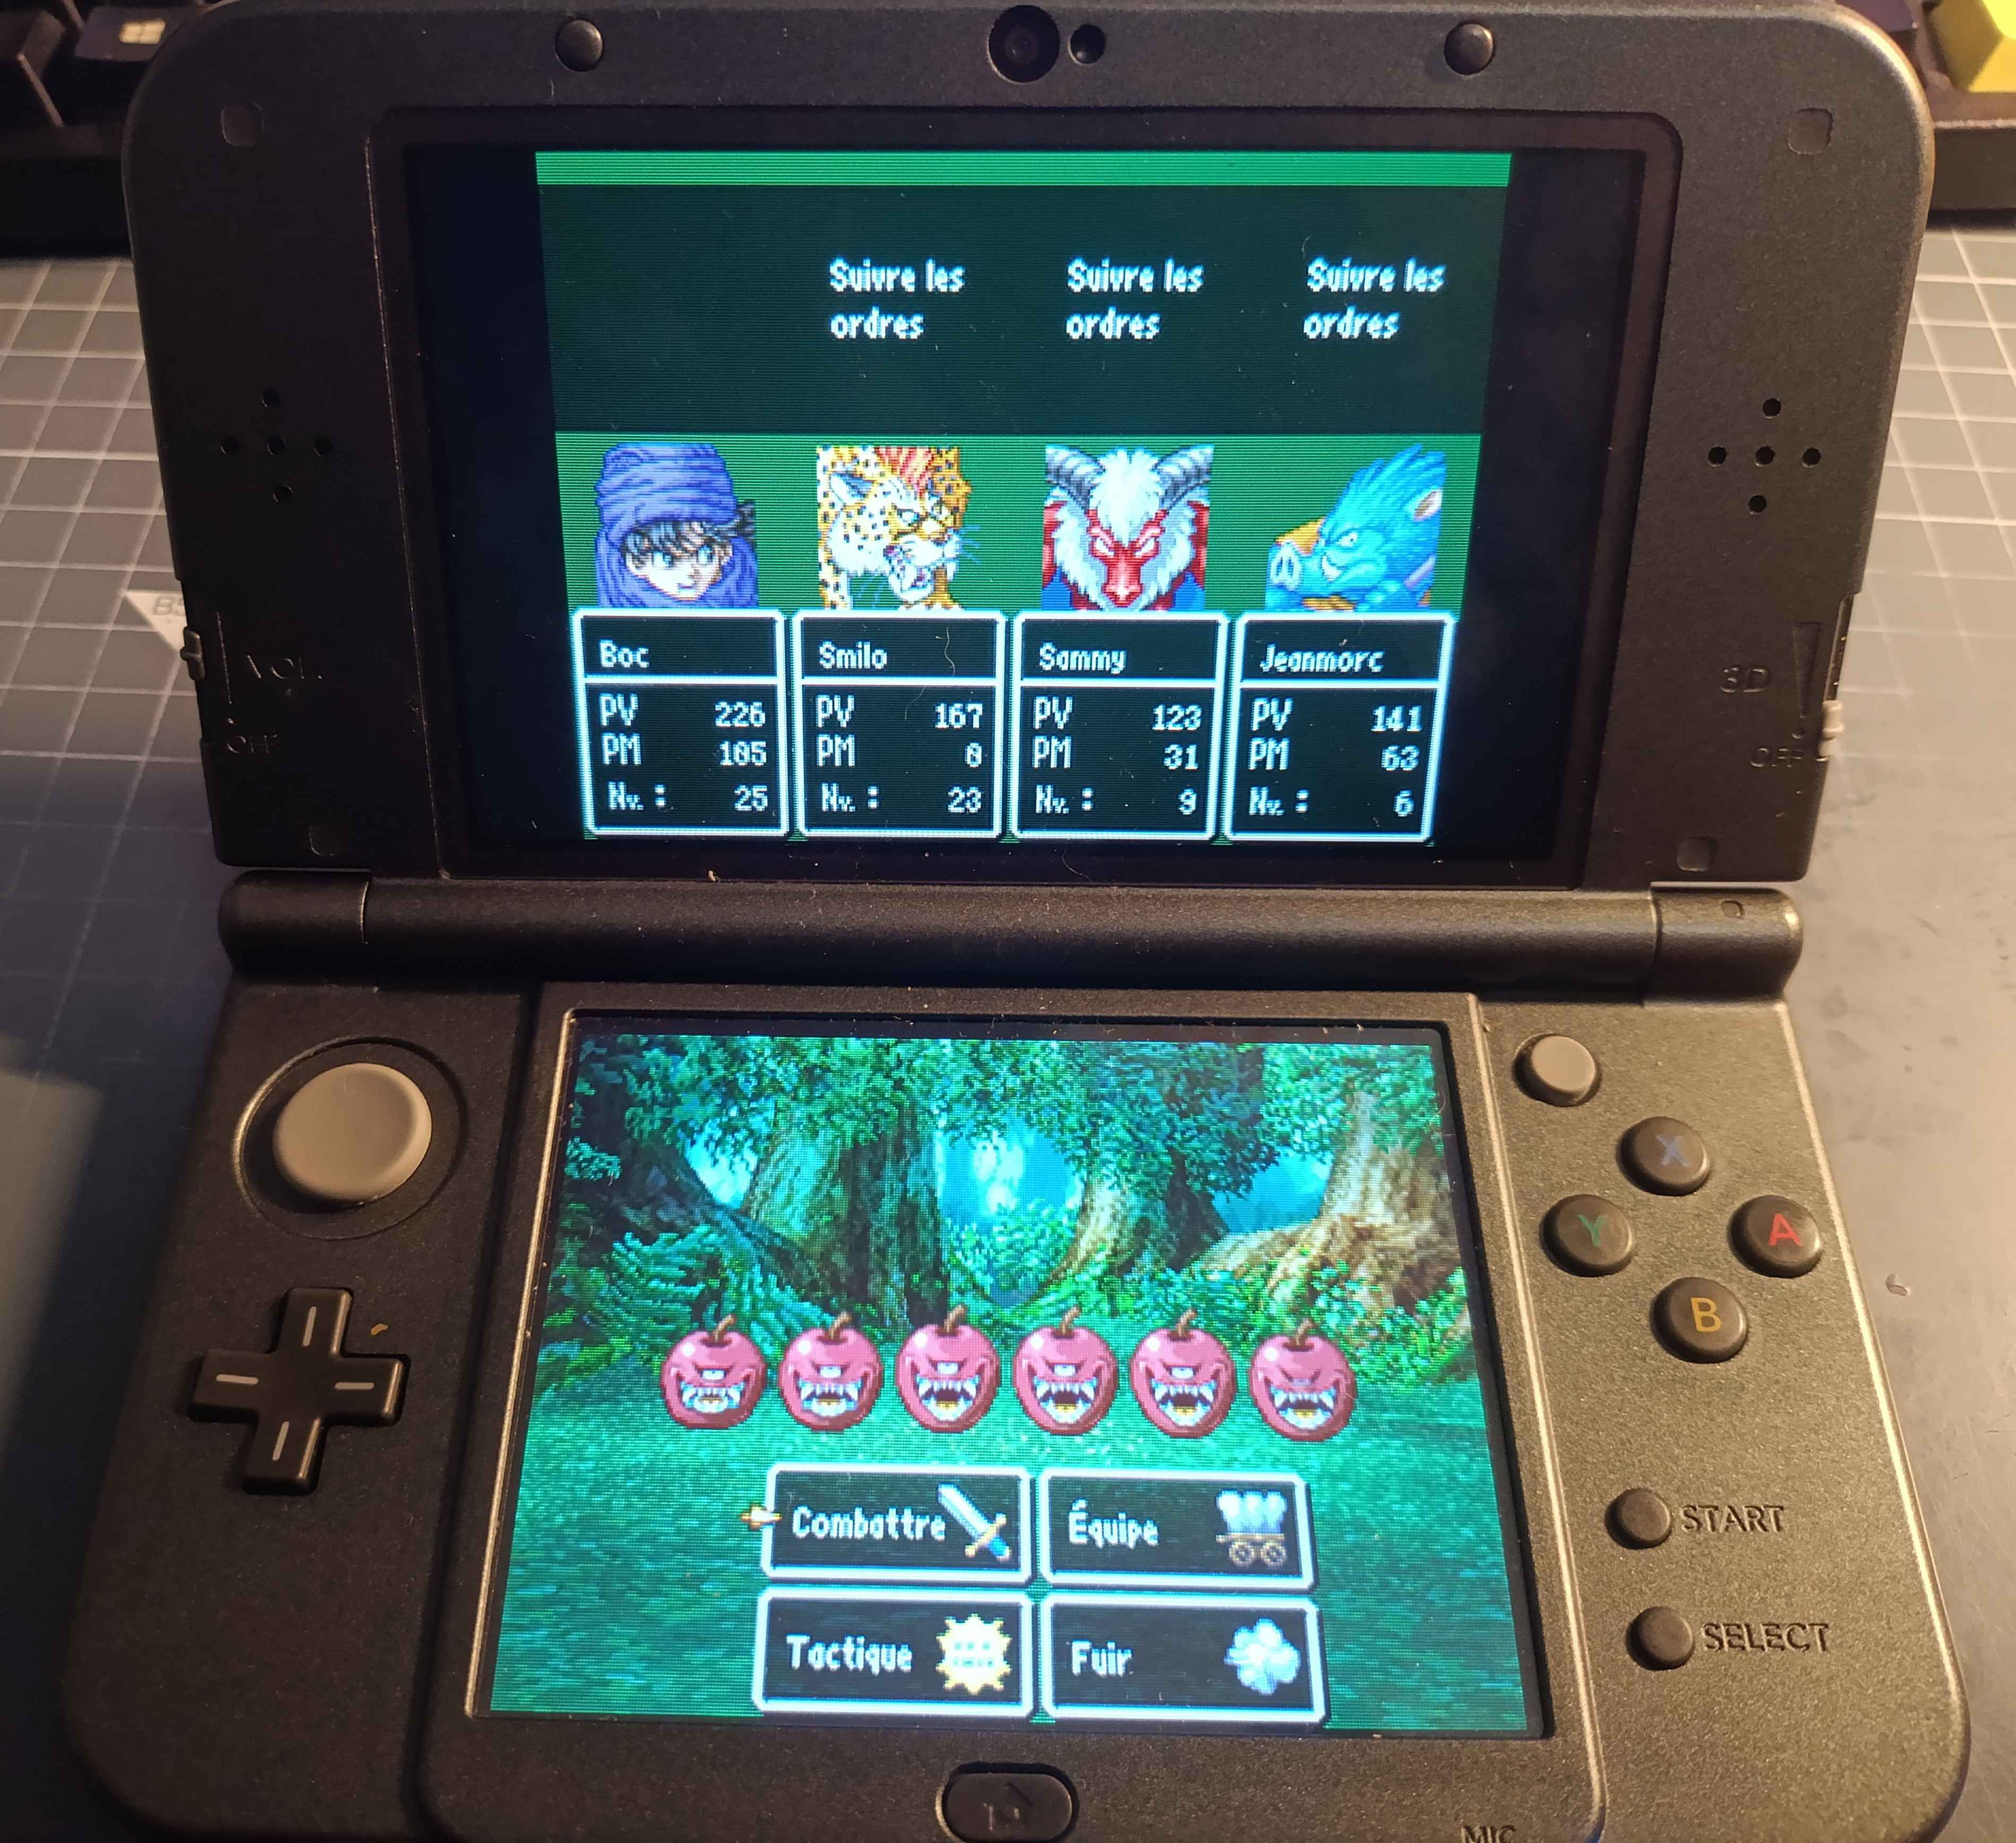 Suivre les
ordres
Suivre les
ordres
Suivre les
ordres
Boc
PV 226
PM 105
Nv. : 25
Smilo
PV 167
PM 0
Nv. : 23
Sammy
PV 123
PM 31
Nv. : 9
Jeanmorc
PV 141
PM 63
Nv. : 6
VOL.
OFF
3D
OFF
X
Y
A
B
Combattre
Équipe
Tactique
Fuir
START
SELECT
MIC